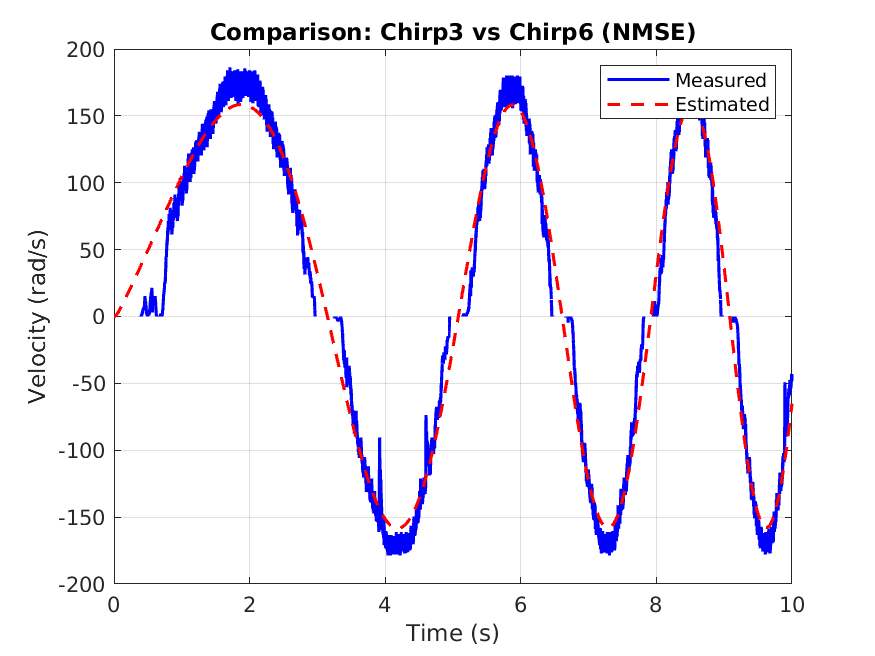 Comparison: Chirp3 vs Chirp6 (NMSE)
200
150
100
50
0
-50
-100
-150
-200
Velocity (rad/s)
Measured
Estimated
0 2 4 6 8 10
Time (s)